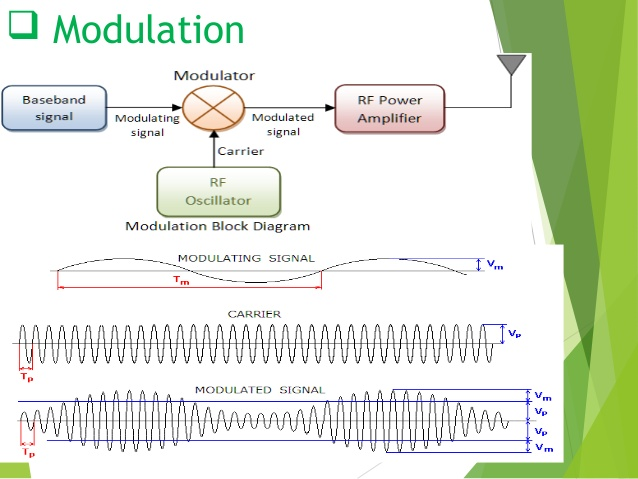 Modulation
Modulator
Baseband
signal
Modulating
signal
Modulated
signal
RF Power
Amplifier
Carrier
RF
Oscillator
Modulation Block Diagram
MODULATING SIGNAL
Vm
Tm
CARRIER
Vp
Tp
MODULATED SIGNAL
Vm
Vp
Vp
Vm
Tp